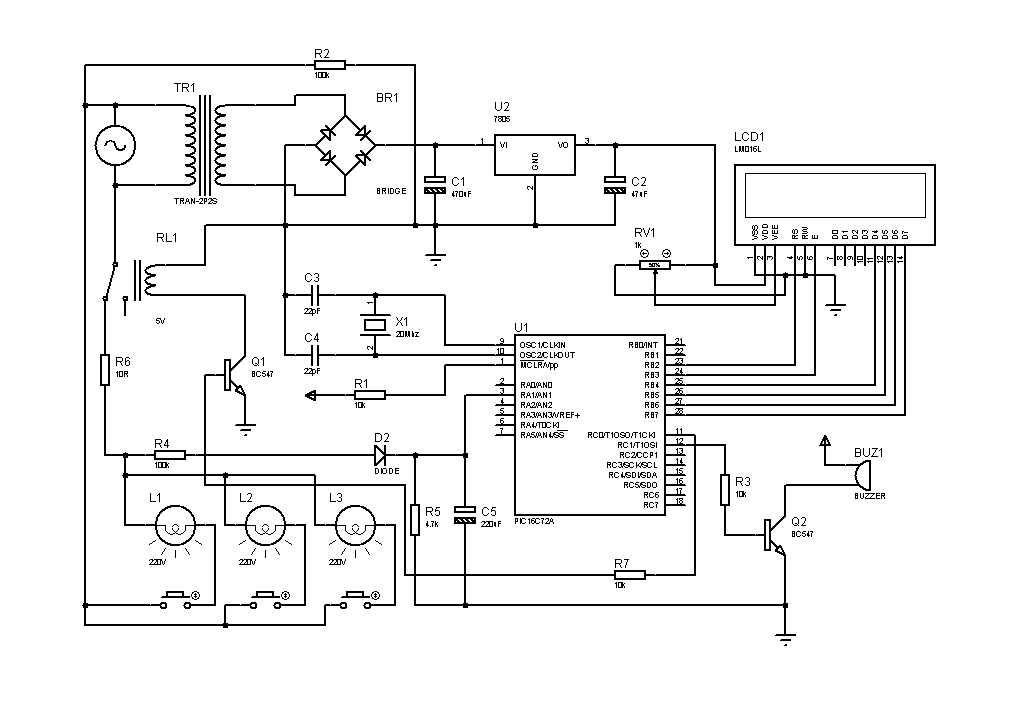 R2
100k
TR1
TRAN-2P2S
BR1
BRIDGE
U2
7805
1
VI
VO
3
GND
2
C1
470uF
C2
47uF
LCD1
LM016L
VSS
VDD
VEE
RS
RW
E
D0
D1
D2
D3
D4
D5
D6
D7
1
2
3
4
5
6
7
8
9
10
11
12
13
14
RV1
1k
50%
RL1
5V
C3
22pF
C4
22pF
X1
20Mhz
1
2
R6
10R
Q1
BC547
R1
10k
U1
9
OSC1/CLKIN
10
OSC2/CLKOUT
1
MCLR/Vpp
2
RA0/AN0
3
RA1/AN1
4
RA2/AN2
5
RA3/AN3/VREF+
6
RA4/T0CKI
7
RA5/AN4/SS
RB0/INT
21
RB1
22
RB2
23
RB3
24
RB4
25
RB5
26
RB6
27
RB7
28
RC0/T1OSO/T1CKI
11
RC1/T1OSI
12
RC2/CCP1
13
RC3/SCK/SCL
14
RC4/SDI/SDA
15
RC5/SDO
16
RC6
17
RC7
18
PIC16C72A
R4
100k
D2
DIODE
R5
4.7k
C5
220uF
R3
10k
BUZ1
BUZZER
Q2
BC547
R7
10k
L1
220V
L2
220V
L3
220V